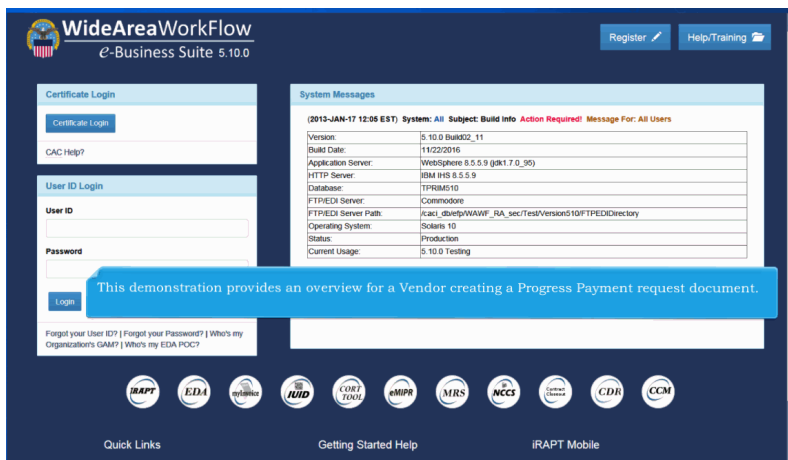 WideAreaWorkFlow
e-Business Suite 5.10.0
Register
Help/Training
Certificate Login
Certificate Login
CAC Help?
User ID Login
User ID
Password
Login
Forgot your User ID? | Forgot your Password? | Who's my
Organization's GAM? | Who's my EDA POC?
System Messages
(2013-JAN-17 12:05 EST) System: All Subject: Build Info Action Required! Message For: All Users
Version: 5.10.0 Build02_11
Build Date: 11/22/2016
Application Server: WebSphere 8.5.5.9 (jdk1.7.0_95)
HTTP Server: IBM IHS 8.5.5.9
Database: TPRIM510
FTP/EDI Server: Commodore
FTP/EDI Server Path: /caci_db/efp/WAWF_RA_sec/Test/Version510/FTPEDIDirectory
Operating System: Solaris 10
Status: Production
Current Usage: 5.10.0 Testing
This demonstration provides an overview for a Vendor creating a Progress Payment request document.
iRAPT EDA myInvoice IUID CORT TOOL eMIPR MRS NCCS Contract Closeout CDR CCM
Quick Links Getting Started Help iRAPT Mobile